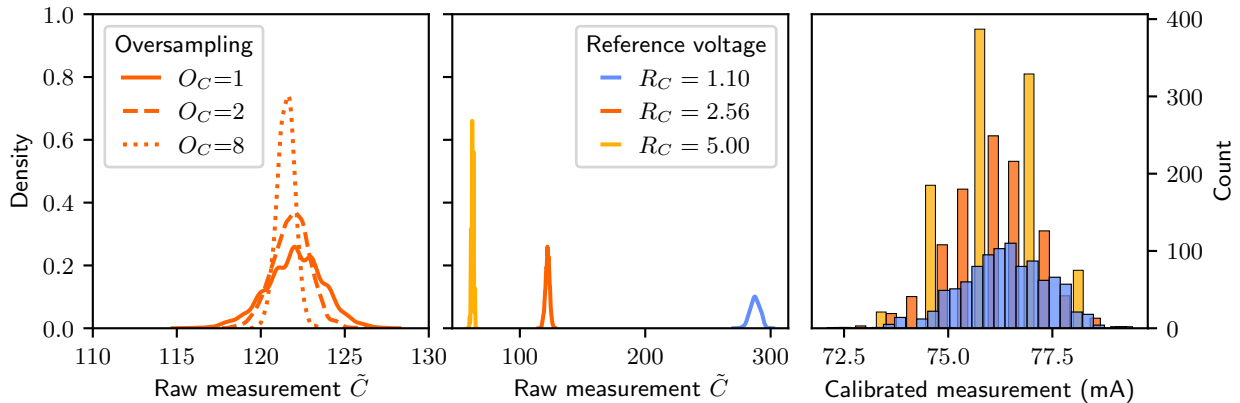 Density
1.0
0.8
0.6
0.4
0.2
0.0
Oversampling
O_C=1
O_C=2
O_C=8
110
115
120
125
130
Raw measurement C̃
Reference voltage
R_C = 1.10
R_C = 2.56
R_C = 5.00
100
200
300
Raw measurement C̃
400
300
200
100
0
Count
72.5
75.0
77.5
Calibrated measurement (mA)